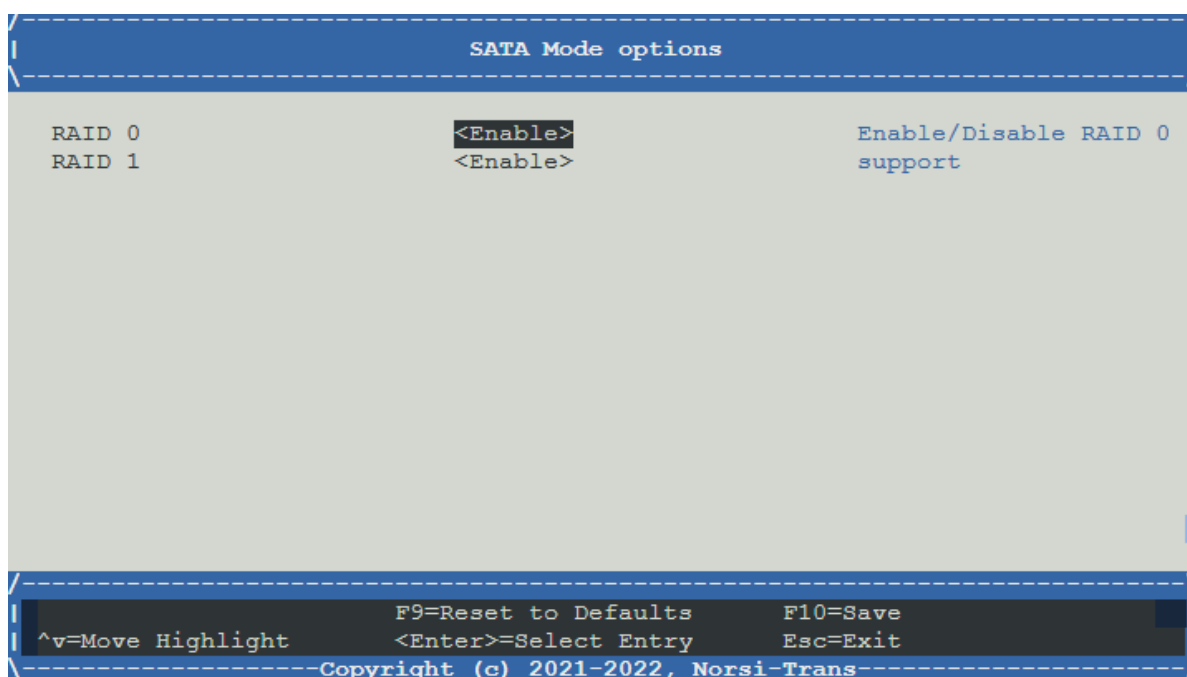 SATA Mode options
RAID 0 <Enable> Enable/Disable RAID 0
RAID 1 <Enable> support
F9=Reset to Defaults F10=Save
^v=Move Highlight <Enter>=Select Entry Esc=Exit
Copyright (c) 2021-2022, Norsi-Trans